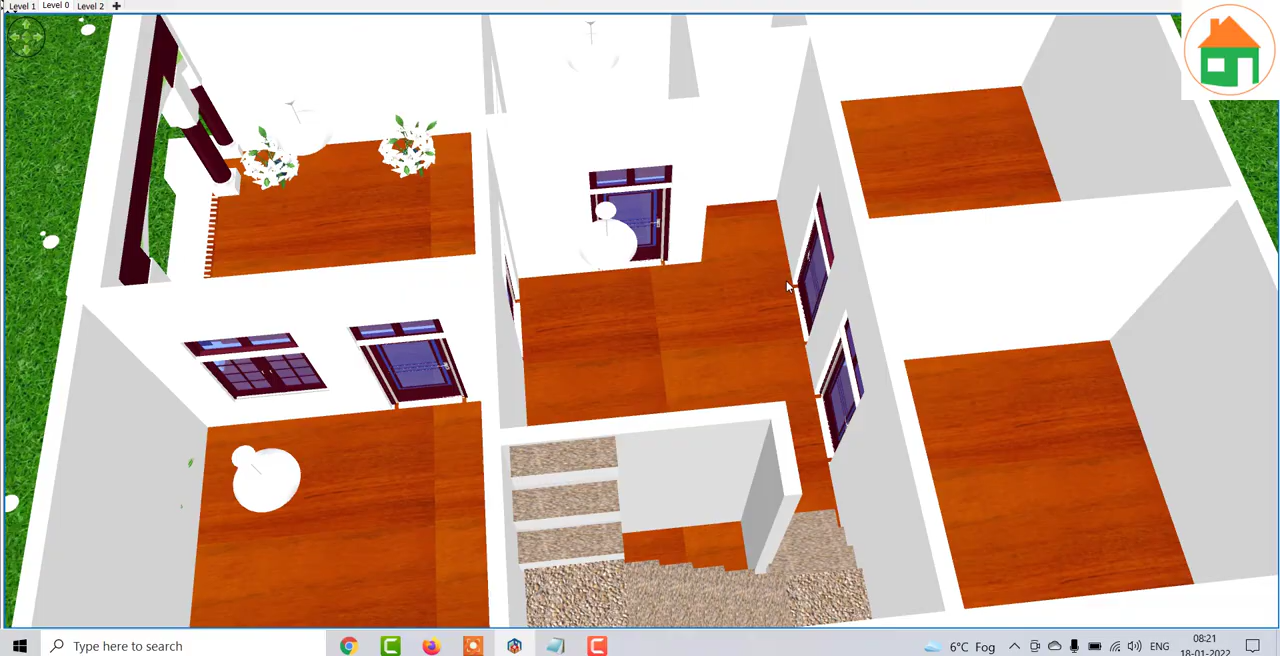 Level 1 Level 0 Level 2
Type here to search
6°C Fog
ENG
08:21
18-01-2022